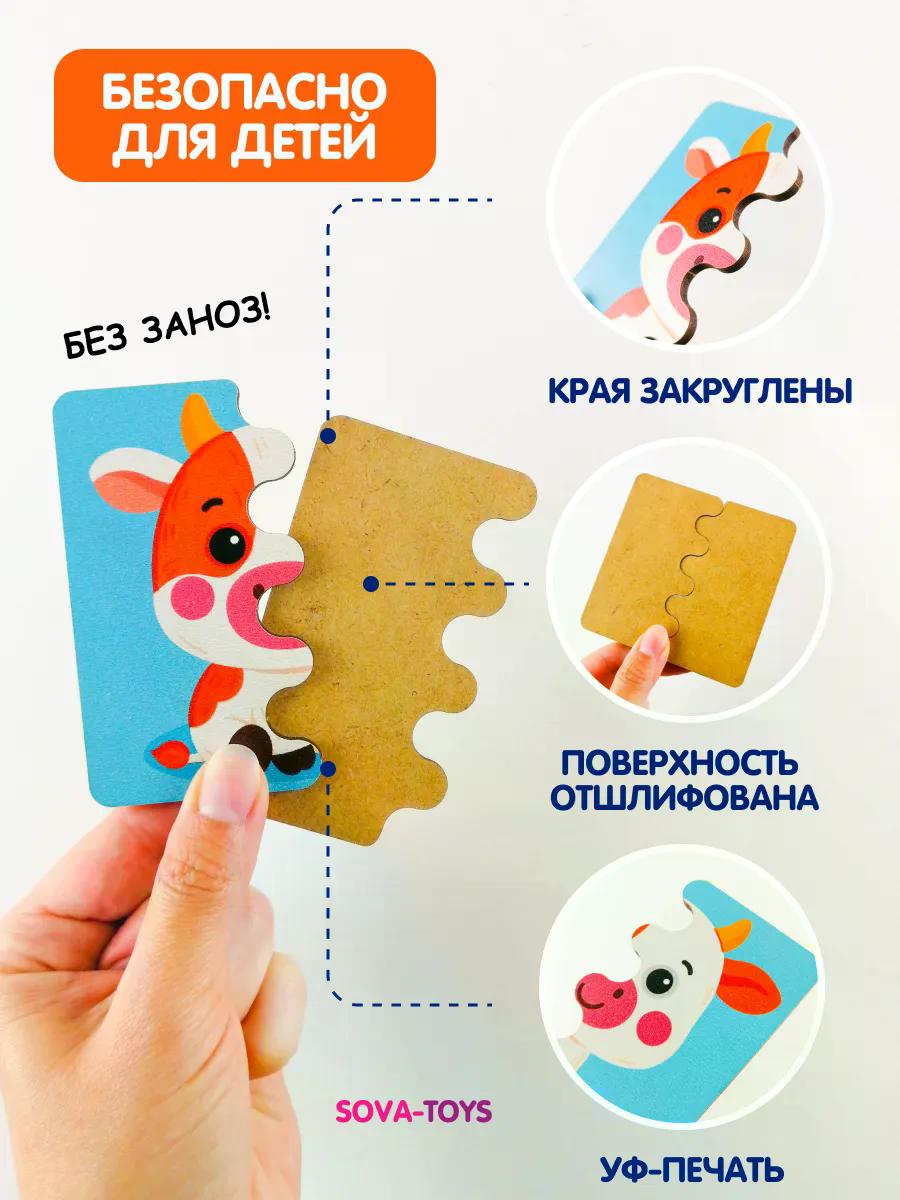 БЕЗОПАСНО
ДЛЯ ДЕТЕЙ
БЕЗ ЗАНОЗ!
КРАЯ ЗАКРУГЛЕНЫ
ПОВЕРХНОСТЬ
ОТШЛИФОВАНА
SOVA-TOYS
УФ-ПЕЧАТЬ